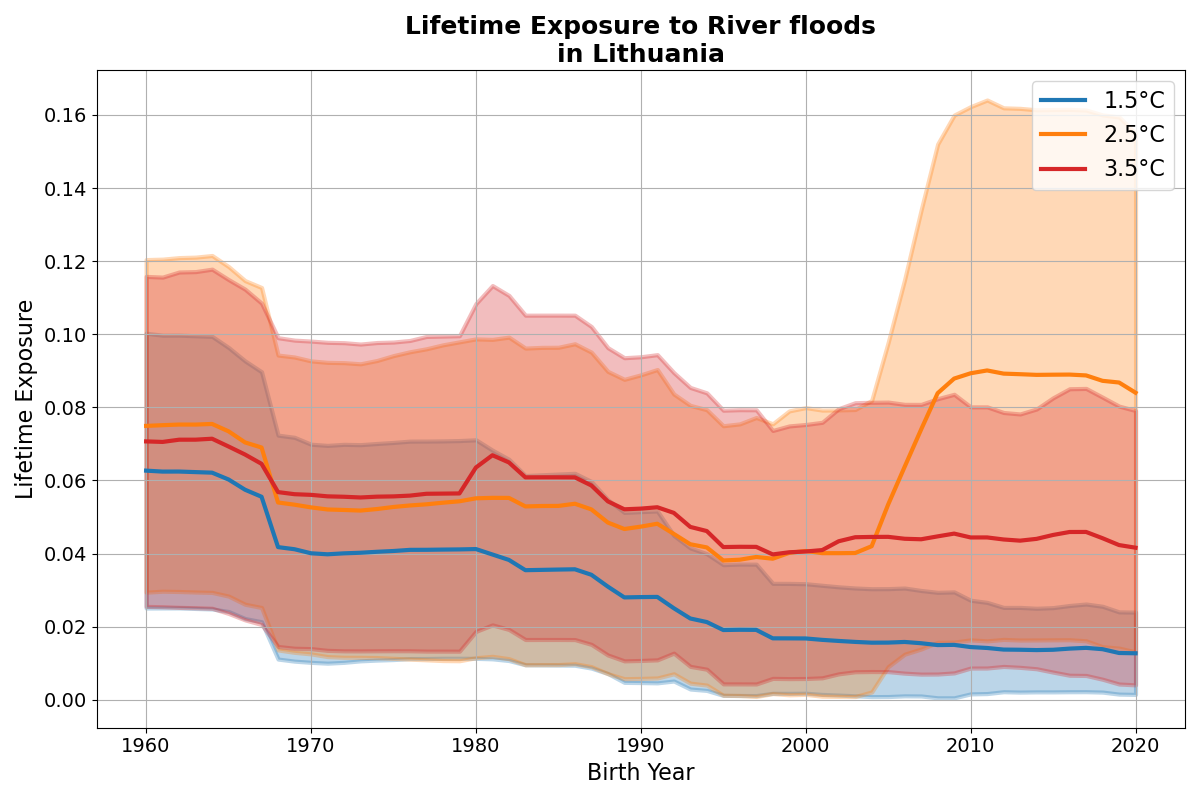 Lifetime Exposure to River floods
in Lithuania
Lifetime Exposure
0.16
0.14
0.12
0.10
0.08
0.06
0.04
0.02
0.00
1.5°C
2.5°C
3.5°C
1960
1970
1980
1990
2000
2010
2020
Birth Year